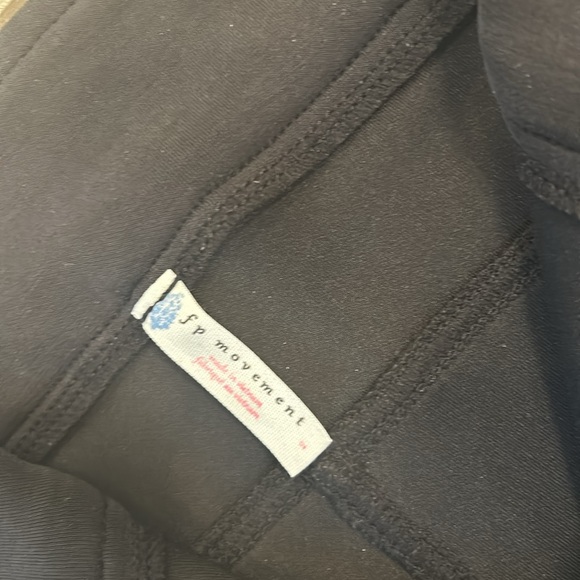 fp movement
made in vietnam
fabriqué au vietnam